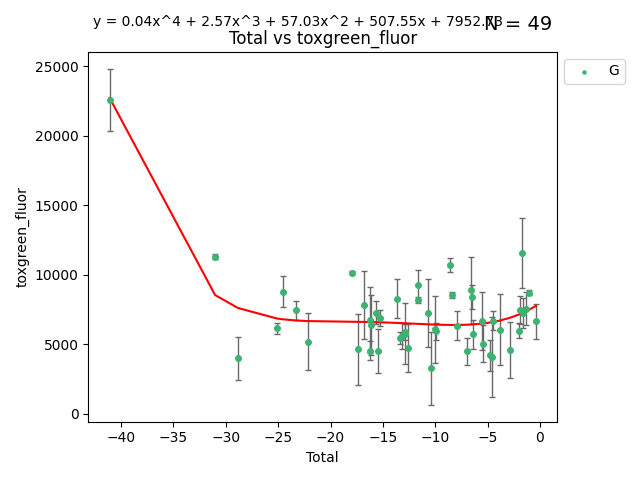 y = 0.04x^4 + 2.57x^3 + 57.03x^2 + 507.55x + 7952.73
N = 49
Total vs toxgreen_fluor
G
25000
20000
15000
10000
5000
0
toxgreen_fluor
−40 −35 −30 −25 −20 −15 −10 −5 0
Total